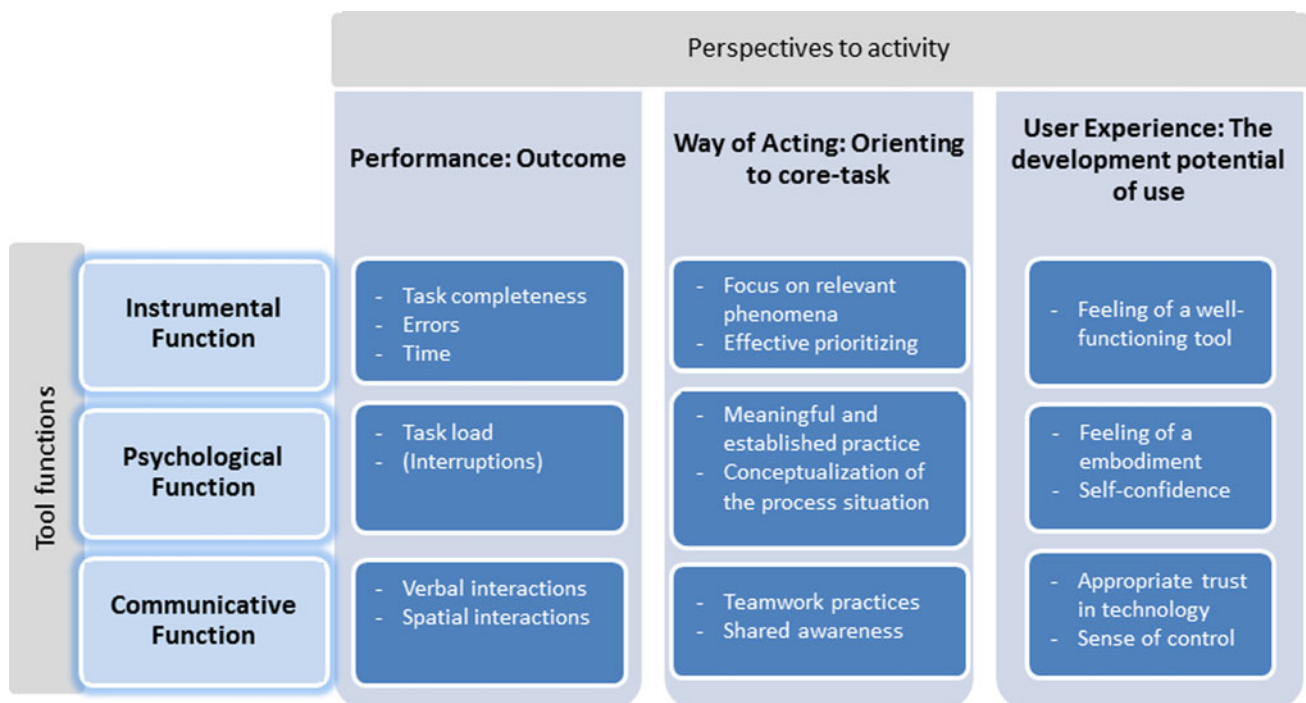 Perspectives to activity
Performance: Outcome
Way of Acting: Orienting
to core-task
User Experience: The
development potential
of use
Tool functions
Instrumental
Function
- Task completeness
- Errors
- Time
- Focus on relevant
phenomena
- Effective prioritizing
- Feeling of a well-
functioning tool
Psychological
Function
- Task load
- (Interruptions)
- Meaningful and
established practice
- Conceptualization of
the process situation
- Feeling of a
embodiment
- Self-confidence
Communicative
Function
- Verbal interactions
- Spatial interactions
- Teamwork practices
- Shared awareness
- Appropriate trust
in technology
- Sense of control